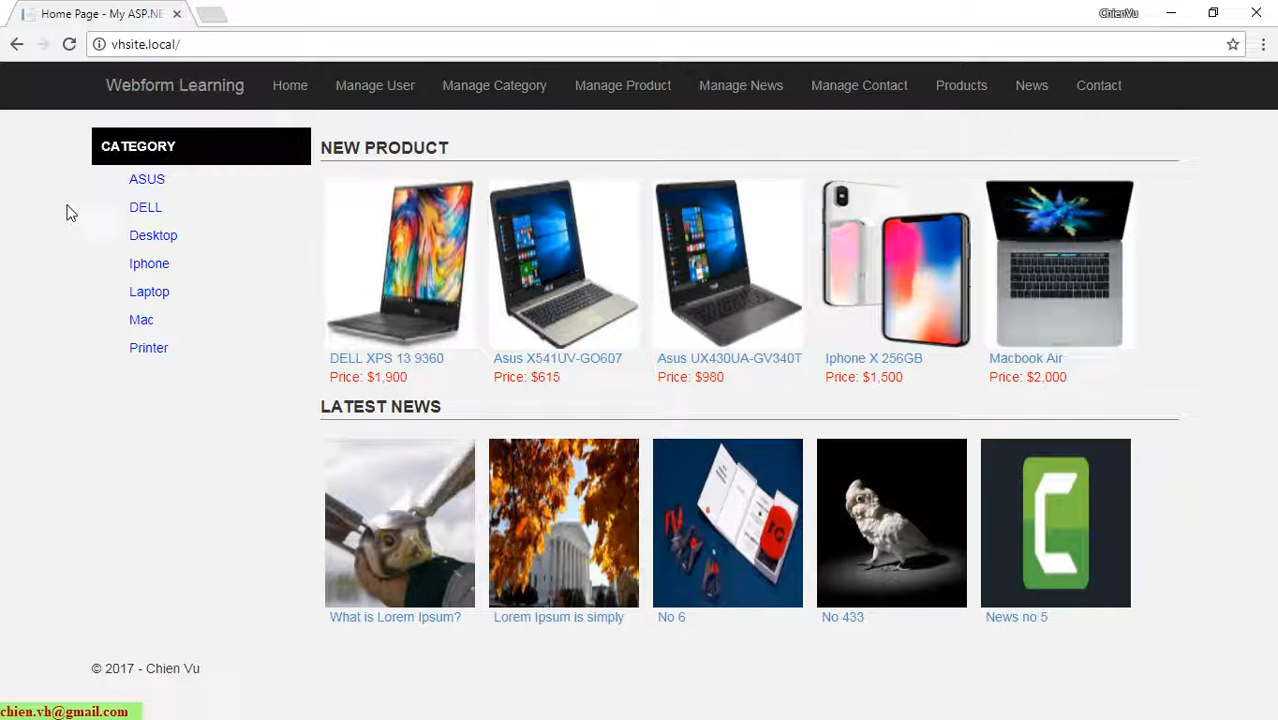 Home Page - My ASP.NE
ChienVu
vhsite.local/
Webform Learning Home Manage User Manage Category Manage Product Manage News Manage Contact Products News Contact
CATEGORY
ASUS
DELL
Desktop
Iphone
Laptop
Mac
Printer
NEW PRODUCT
DELL XPS 13 9360
Price: $1,900
Asus X541UV-GO607
Price: $615
Asus UX430UA-GV340T
Price: $980
Iphone X 256GB
Price: $1,500
Macbook Air
Price: $2,000
LATEST NEWS
What is Lorem Ipsum?
Lorem Ipsum is simply
No 6
No 433
News no 5
© 2017 - Chien Vu
chien.vh@gmail.com